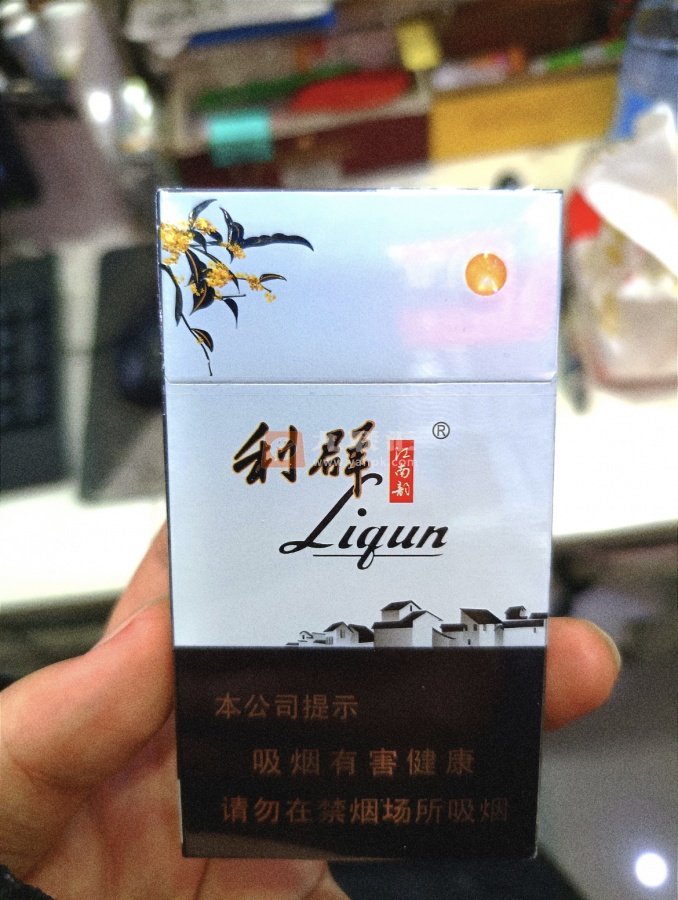 利群
®
江南韵
Liqun
本公司提示
吸烟有害健康
请勿在禁烟场所吸烟